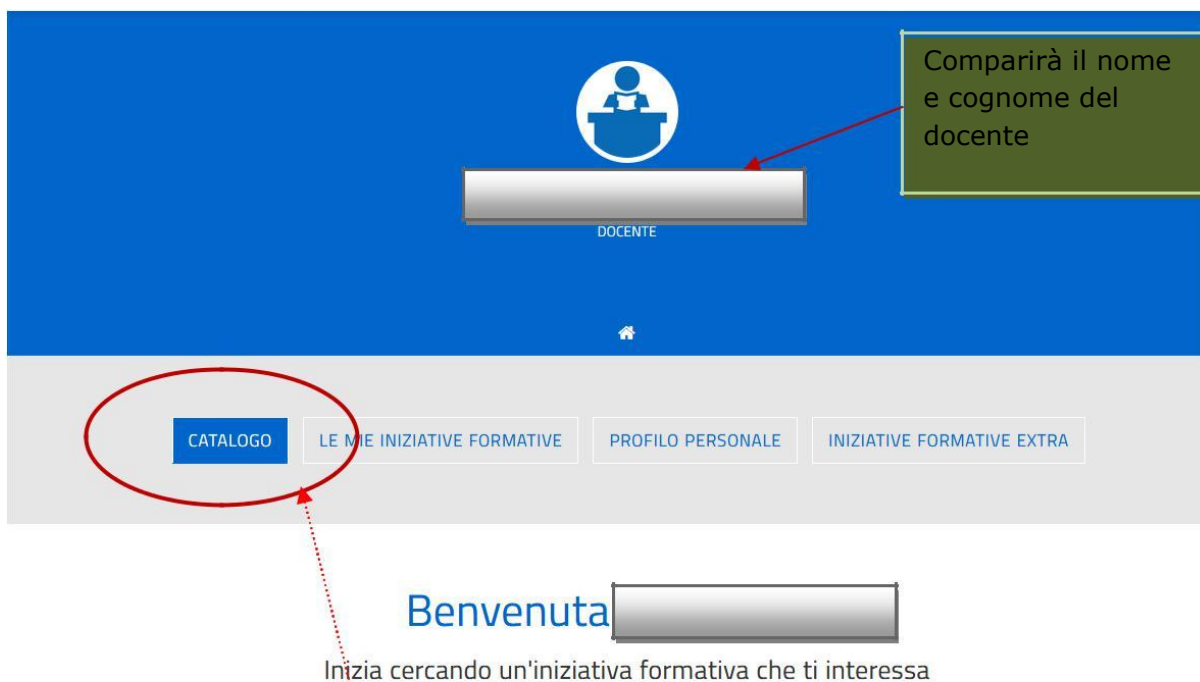 Comparirà il nome
e cognome del
docente
DOCENTE
CATALOGO
LE MIE INIZIATIVE FORMATIVE
PROFILO PERSONALE
INIZIATIVE FORMATIVE EXTRA
Benvenuta
Inizia cercando un'iniziativa formativa che ti interessa